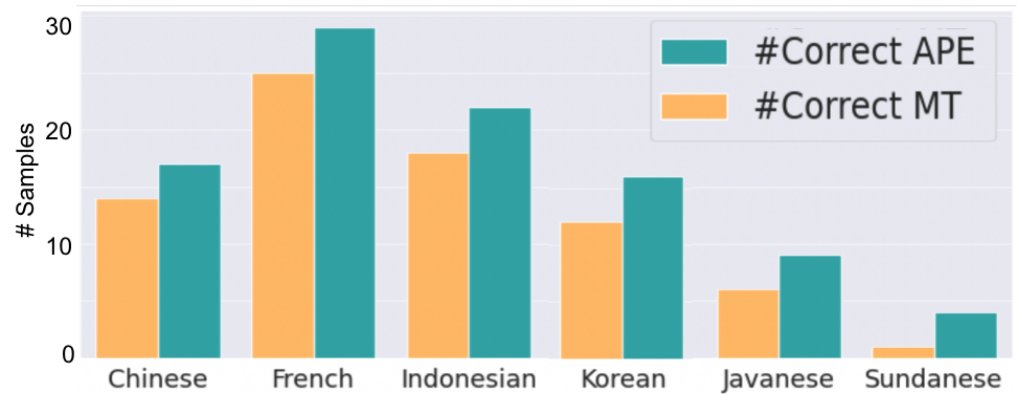 30
20
10
0
# Samples
#Correct APE
#Correct MT
Chinese French Indonesian Korean Javanese Sundanese